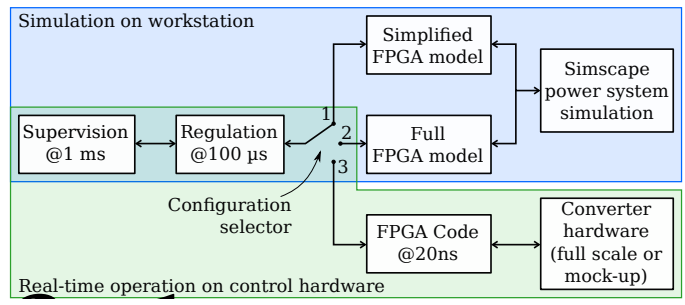 Simulation on workstation
Simplified
FPGA model
Simscape
power system
simulation
Supervision
@1 ms
Regulation
@100 µs
1
2
3
Full
FPGA model
Configuration
selector
FPGA Code
@20ns
Converter
hardware
(full scale or
mock-up)
Real-time operation on control hardware